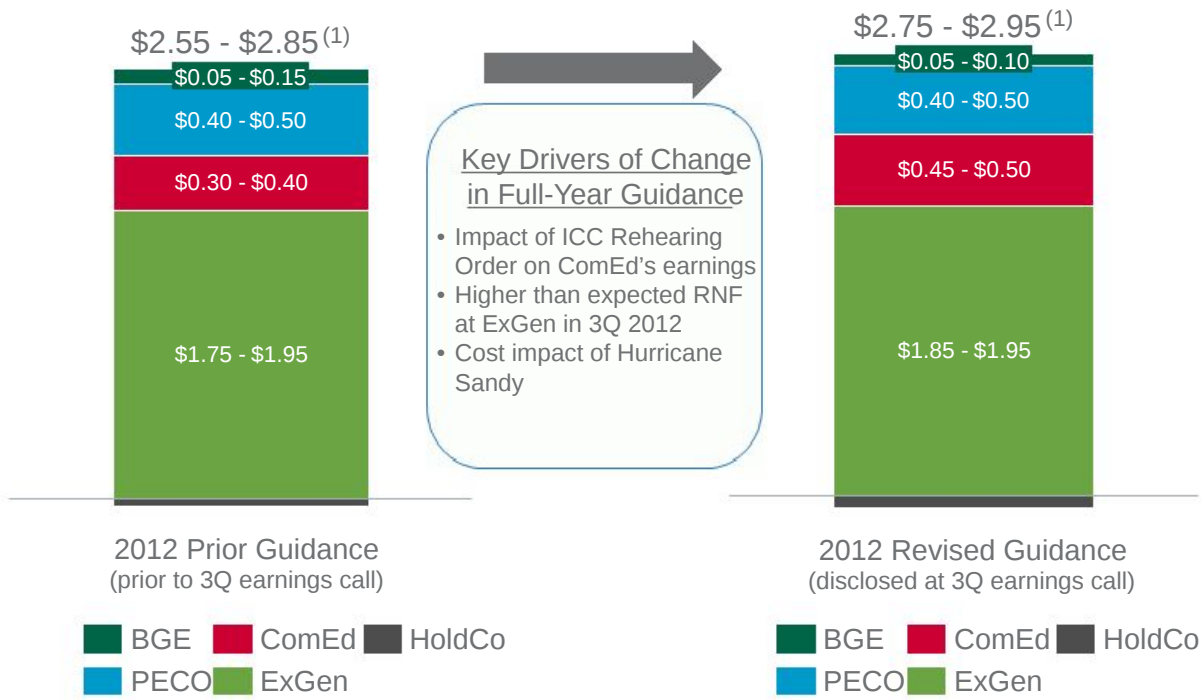 $2.55 - $2.85 (1)
$0.05 - $0.15
$0.40 - $0.50
$0.30 - $0.40
$1.75 - $1.95
2012 Prior Guidance
(prior to 3Q earnings call)
BGE ComEd HoldCo
PECO ExGen
Key Drivers of Change
in Full-Year Guidance
• Impact of ICC Rehearing
Order on ComEd’s earnings
• Higher than expected RNF
at ExGen in 3Q 2012
• Cost impact of Hurricane
Sandy
$2.75 - $2.95 (1)
$0.05 - $0.10
$0.40 - $0.50
$0.45 - $0.50
$1.85 - $1.95
2012 Revised Guidance
(disclosed at 3Q earnings call)
BGE ComEd HoldCo
PECO ExGen